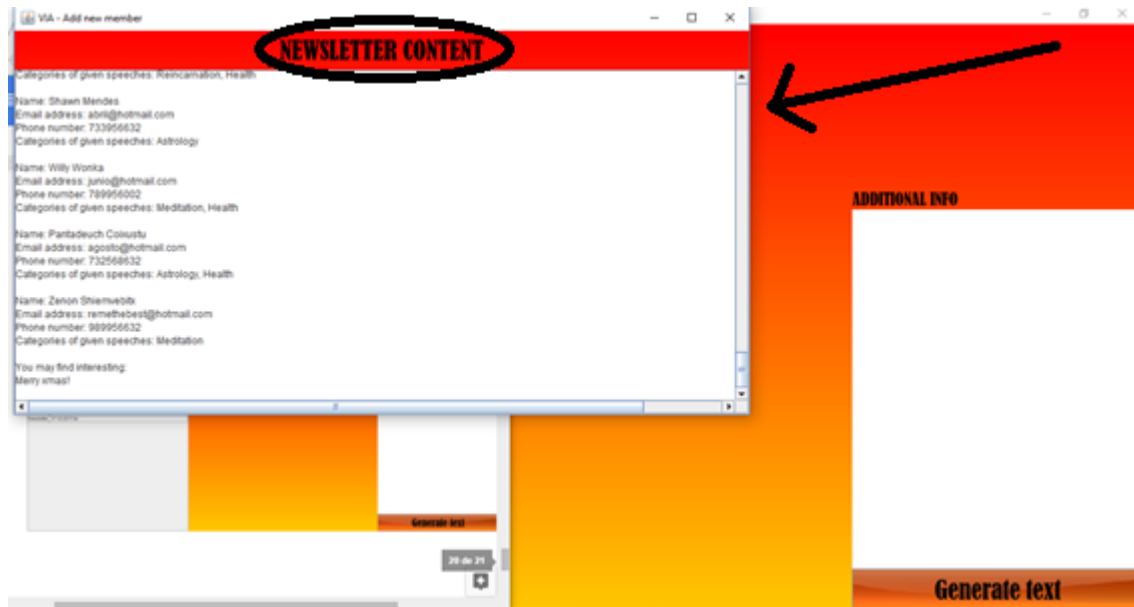 VIA - Add new member
NEWSLETTER CONTENT
Categories of given speeches: Reincarnation, Health
Name: Shawn Mendes
Email address: abril@hotmail.com
Phone number: 733956632
Categories of given speeches: Astrology
Name: Willy Wonka
Email address: junio@hotmail.com
Phone number: 789956002
Categories of given speeches: Meditation, Health
Name: Pantadeuch Coixustu
Email address: agosto@hotmail.com
Phone number: 732568632
Categories of given speeches: Astrology, Health
Name: Zenon
Email address: remethebest@hotmail.com
Phone number: 989956632
Categories of given speeches: Meditation
You may find interesting:
Merry xmas!
ADDITIONAL INFO
Generate text
20 de 21
Generate text